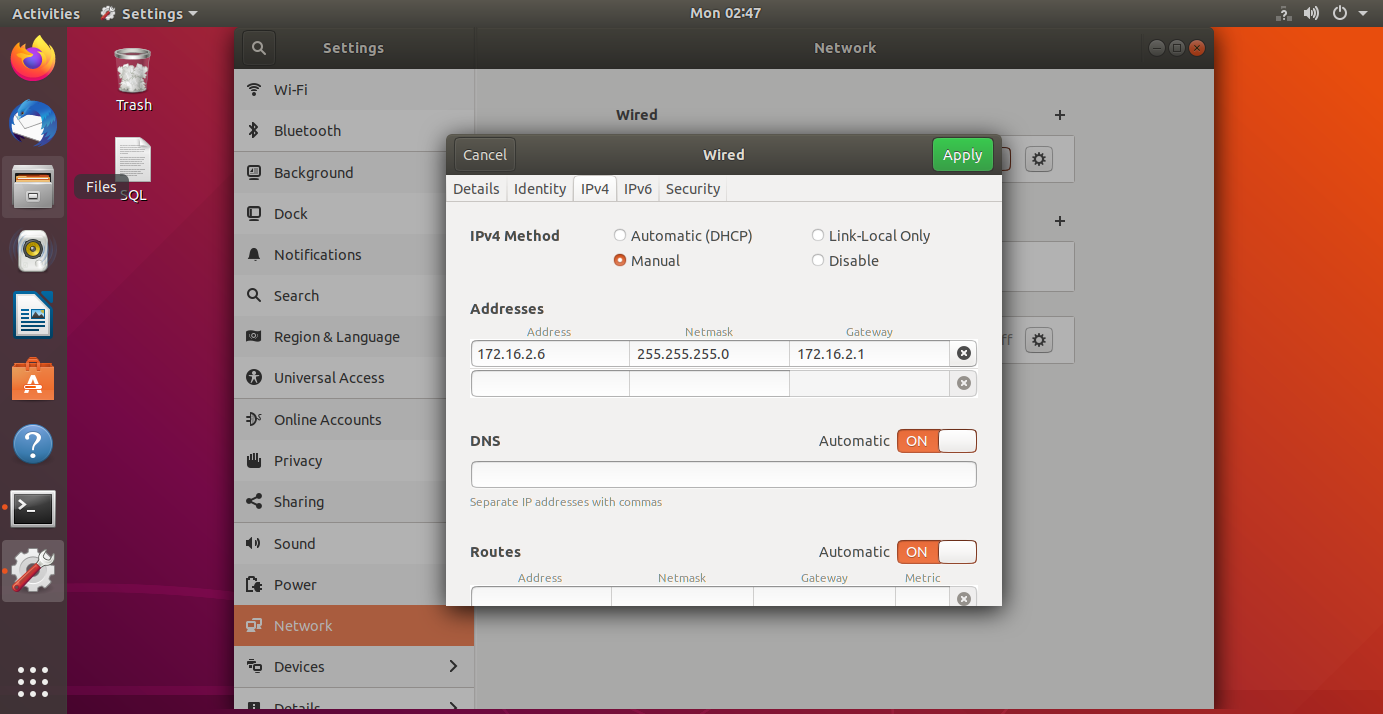 Activities
Settings
Mon 02:47
?
Settings
Network
Trash
Files
SQL
Wi-Fi
Bluetooth
Background
Dock
Notifications
Search
Region & Language
Universal Access
Online Accounts
Privacy
Sharing
Sound
Power
Network
Devices
Details
Wired
Cancel
Wired
Apply
Details
Identity
IPv4
IPv6
Security
IPv4 Method
Automatic (DHCP)
Link-Local Only
Manual
Disable
Addresses
Address
Netmask
Gateway
172.16.2.6
255.255.255.0
172.16.2.1
DNS
Automatic
ON
Separate IP addresses with commas
Routes
Automatic
ON
Address
Netmask
Gateway
Metric